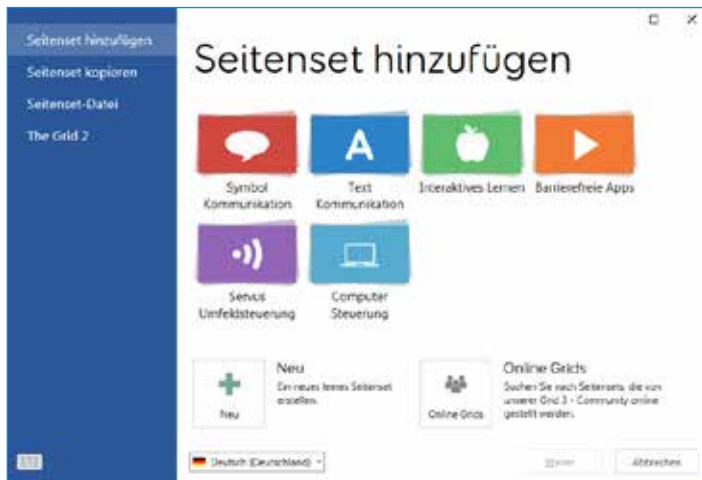 Seitenset hinzufügen
Seitenset kopieren
Seitenset-Datei
The Grid 2
Seitenset hinzufügen
Symbol
Kommunikation
Text
Kommunikation
Interaktives Lernen
Barrierefreie Apps
Servus
Umfeldsteuerung
Computer
Steuerung
Neu
Neu
Ein neues leeres Seitenset
erstellen.
Online Grids
Online Grids
Suchen Sie nach Seitensets, die von
unserer Grid 3 - Community online
gestellt werden.
Deutsch (Deutschland)
Weiter
Abbrechen